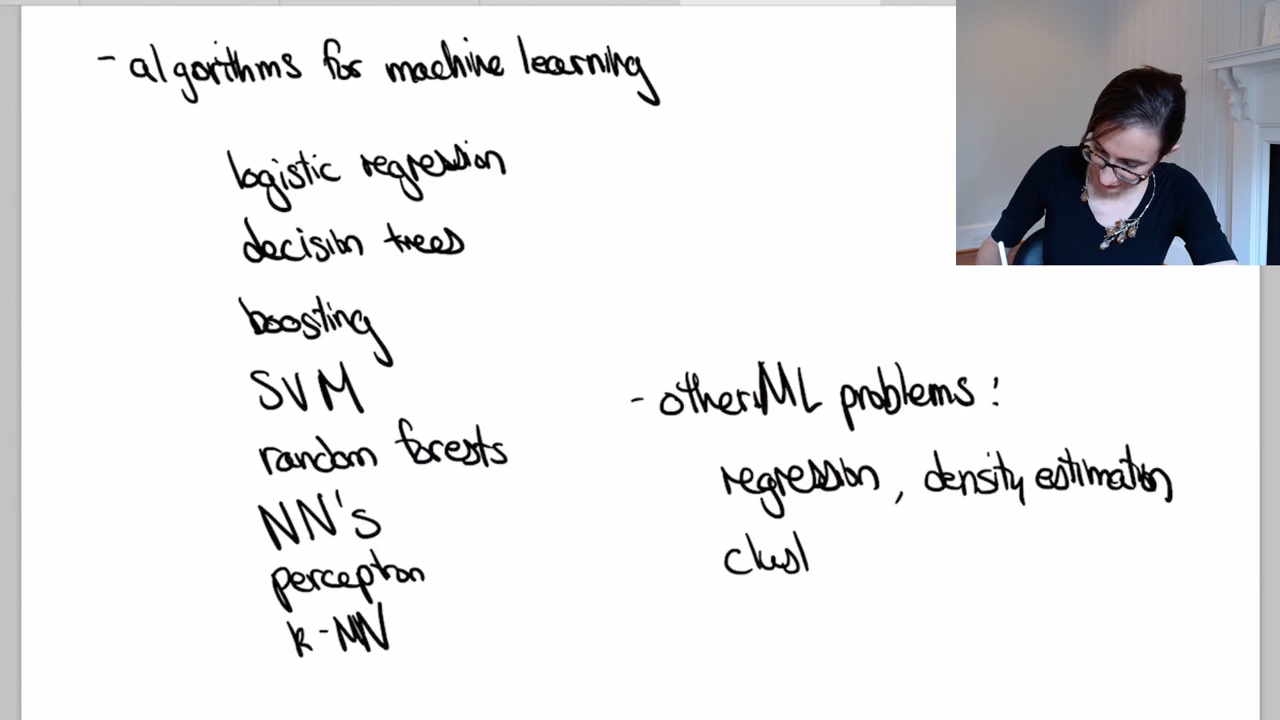 - algorithms for machine learning
logistic regression
decision trees
boosting
SVM
random forests
NN's
perceptron
k-NN
- other ML problems:
regression, density estimation
clust